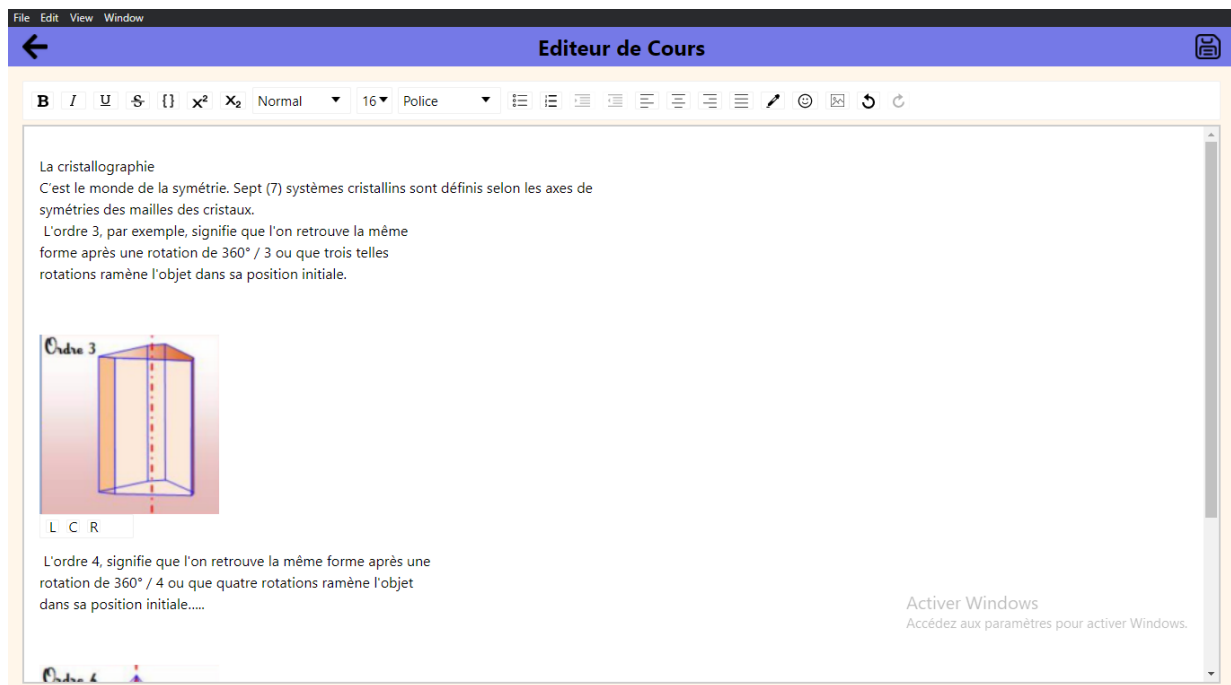 File Edit View Window
Editeur de Cours
B I U S {} x² X₂ Normal 16 Police
La cristallographie
C'est le monde de la symétrie. Sept (7) systèmes cristallins sont définis selon les axes de
symétries des mailles des cristaux.
L'ordre 3, par exemple, signifie que l'on retrouve la même
forme après une rotation de 360° / 3 ou que trois telles
rotations ramène l'objet dans sa position initiale.
Ordre 3
L C R
L'ordre 4, signifie que l'on retrouve la même forme après une
rotation de 360° / 4 ou que quatre rotations ramène l'objet
dans sa position initiale.....
Activer Windows
Accédez aux paramètres pour activer Windows.
Ordre